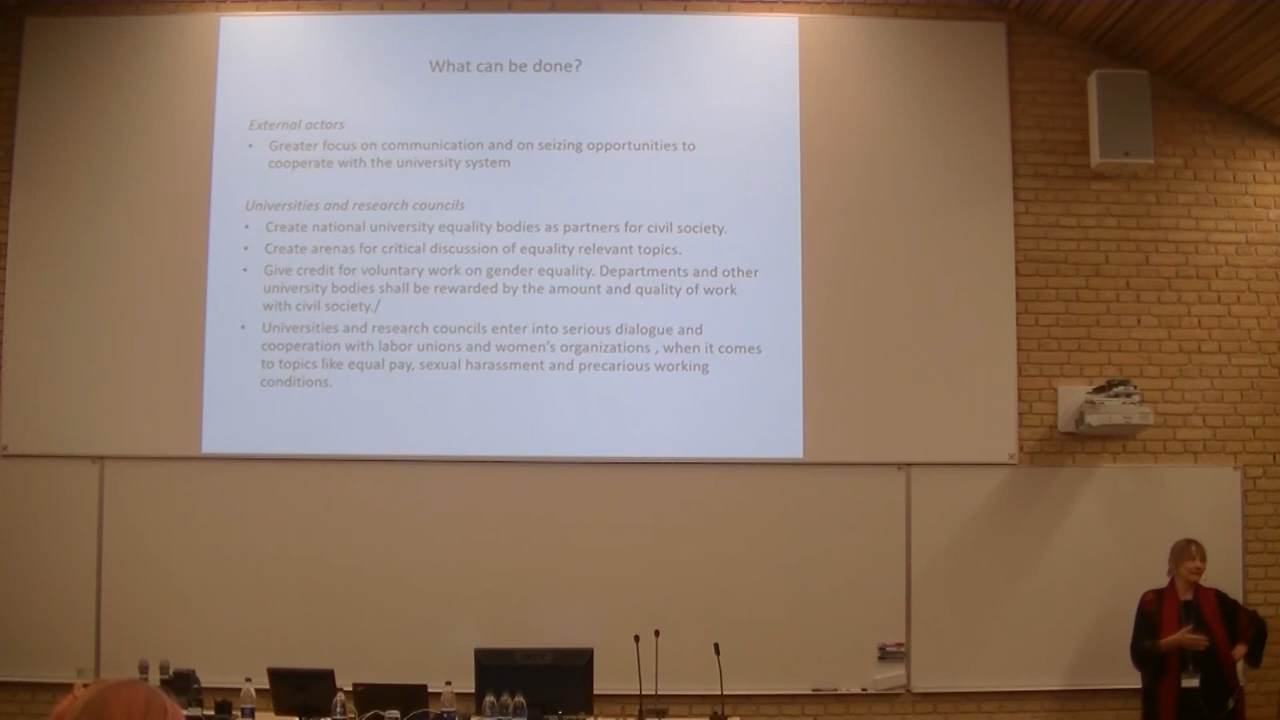 What can be done?
External actors
• Greater focus on communication and on seizing opportunities to
cooperate with the university system
Universities and research councils
• Create national university equality bodies as partners for civil society.
• Create arenas for critical discussion of equality relevant topics.
• Give credit for voluntary work on gender equality. Departments and other
university bodies shall be rewarded by the amount and quality of work
with civil society./
• Universities and research councils enter into serious dialogue and
cooperation with labor unions and women's organizations , when it comes
to topics like equal pay, sexual harassment and precarious working
conditions.
acer